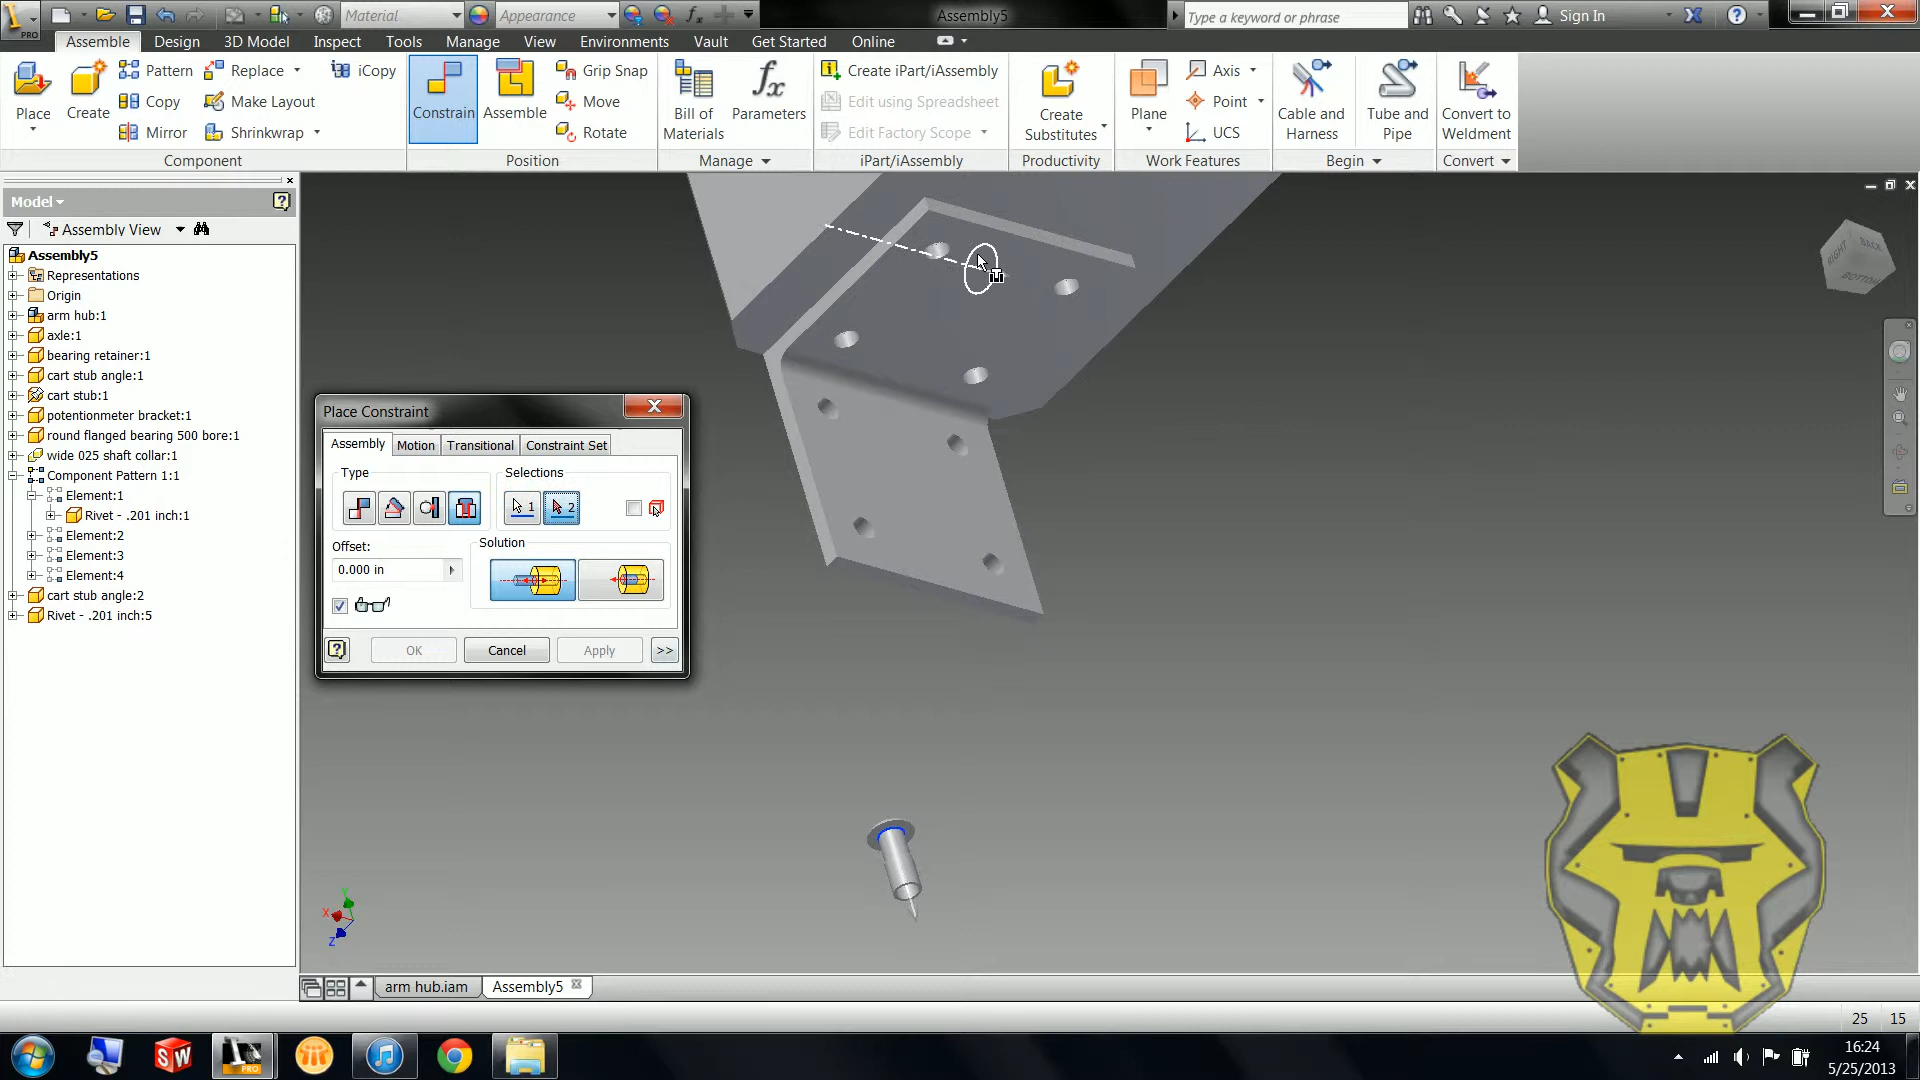 Material
Appearance
Assembly5
Type a keyword or phrase
Sign In
PRO
Assemble
Design
3D Model
Inspect
Tools
Manage
View
Environments
Vault
Get Started
Online
Place
Create
Pattern
Copy
Mirror
Replace
Make Layout
Shrinkwrap
iCopy
Constrain
Assemble
Grip Snap
Move
Rotate
Bill of
Materials
Parameters
Create iPart/iAssembly
Edit using Spreadsheet
Edit Factory Scope
Create
Substitutes
Plane
Axis
Point
UCS
Cable and
Harness
Tube and
Pipe
Convert to
Weldment
Component
Position
Manage
iPart/iAssembly
Productivity
Work Features
Begin
Convert
Model
Assembly View
Assembly5
Representations
Origin
arm hub:1
axle:1
bearing retainer:1
cart stub angle:1
cart stub:1
potentionmeter bracket:1
round flanged bearing 500 bore:1
wide 025 shaft collar:1
Component Pattern 1:1
Element:1
Rivet - .201 inch:1
Element:2
Element:3
Element:4
cart stub angle:2
Rivet - .201 inch:5
RIGHT
BACK
BOTTOM
Place Constraint
Assembly
Motion
Transitional
Constraint Set
Type
Selections
1
2
Offset:
Solution
0.000 in
OK
Cancel
Apply
>>
Y
X
Z
arm hub.iam
Assembly5
25
15
SW
PRO
16:24
5/25/2013